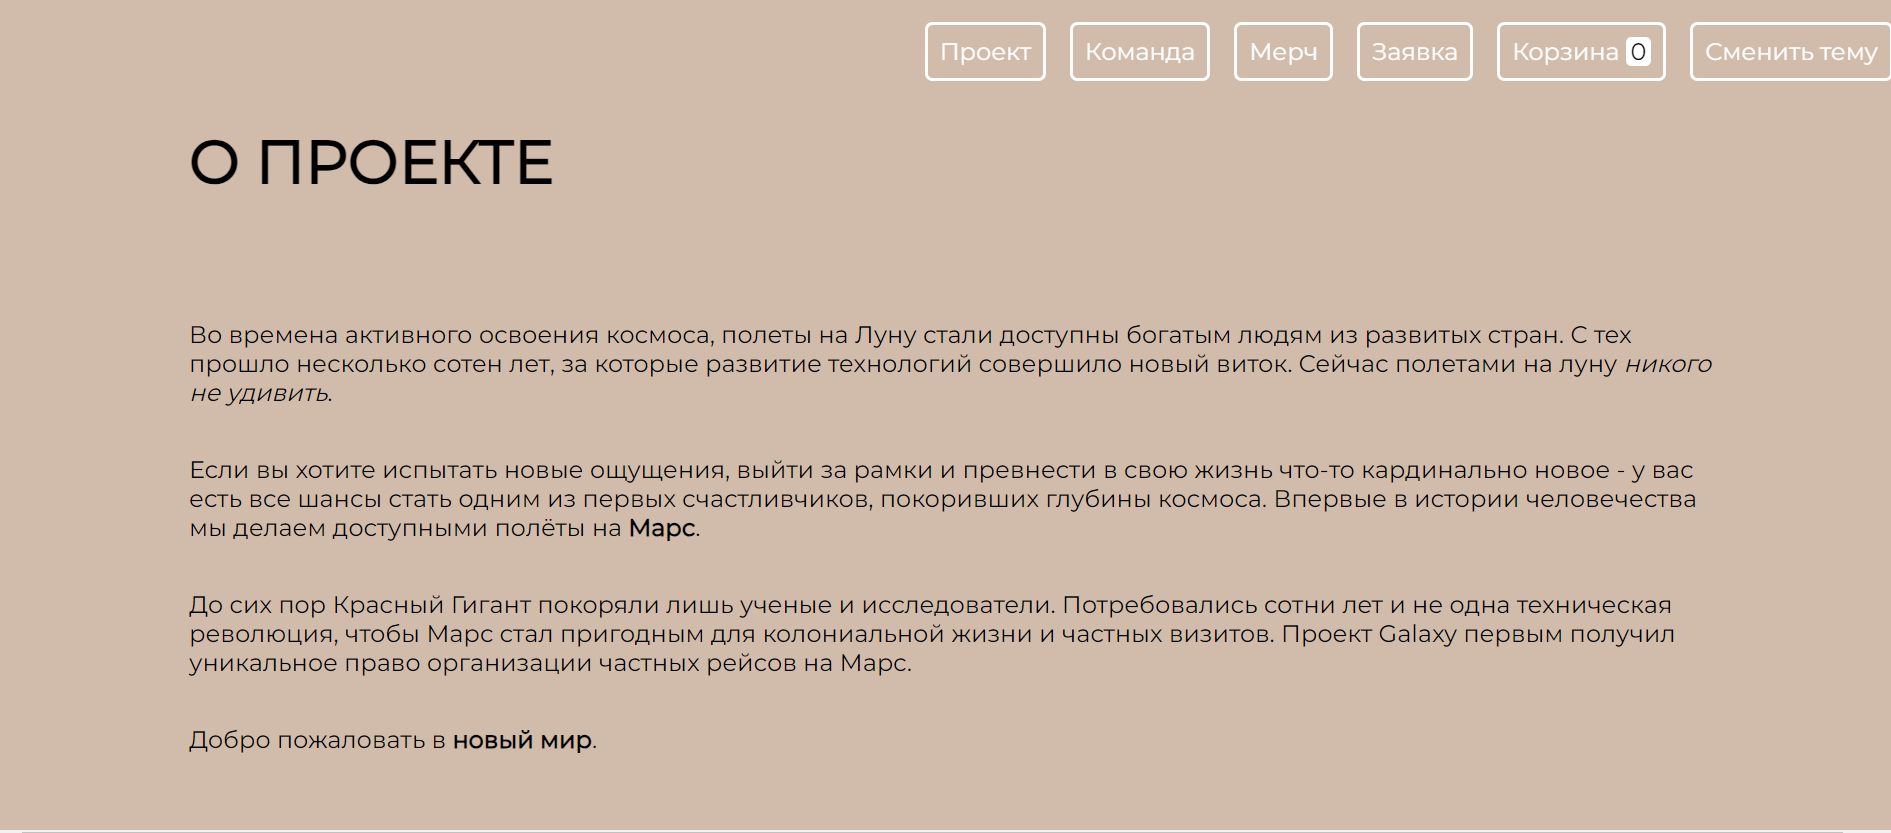 Проект Команда Мерч Заявка Корзина 0 Сменить тему
О ПРОЕКТЕ
Во времена активного освоения космоса, полеты на Луну стали доступны богатым людям из развитых стран. С тех
прошло несколько сотен лет, за которые развитие технологий совершило новый виток. Сейчас полетами на луну никого
не удивить.
Если вы хотите испытать новые ощущения, выйти за рамки и превнести в свою жизнь что-то кардинально новое - у вас
есть все шансы стать одним из первых счастливчиков, покоривших глубины космоса. Впервые в истории человечества
мы делаем доступными полёты на Марс.
До сих пор Красный Гигант покоряли лишь ученые и исследователи. Потребовались сотни лет и не одна техническая
революция, чтобы Марс стал пригодным для колониальной жизни и частных визитов. Проект Galaxy первым получил
уникальное право организации частных рейсов на Марс.
Добро пожаловать в новый мир.